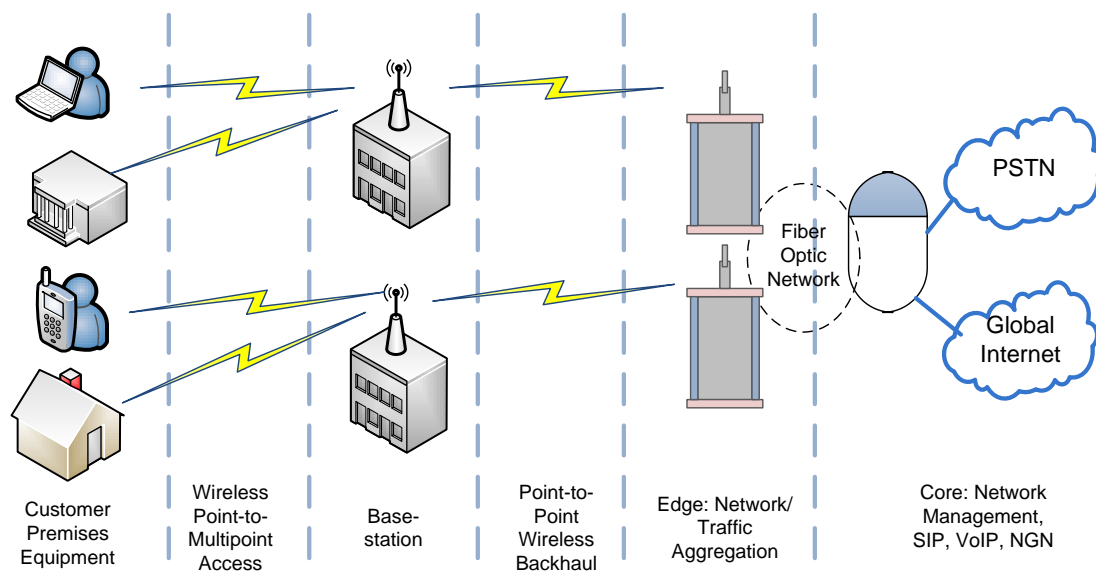 PSTN
Fiber
Optic
Network
Global
Internet
Customer
Premises
Equipment
Wireless
Point-to-
Multipoint
Access
Base-
station
Point-to-
Point
Wireless
Backhaul
Edge: Network/
Traffic
Aggregation
Core: Network
Management,
SIP, VoIP, NGN